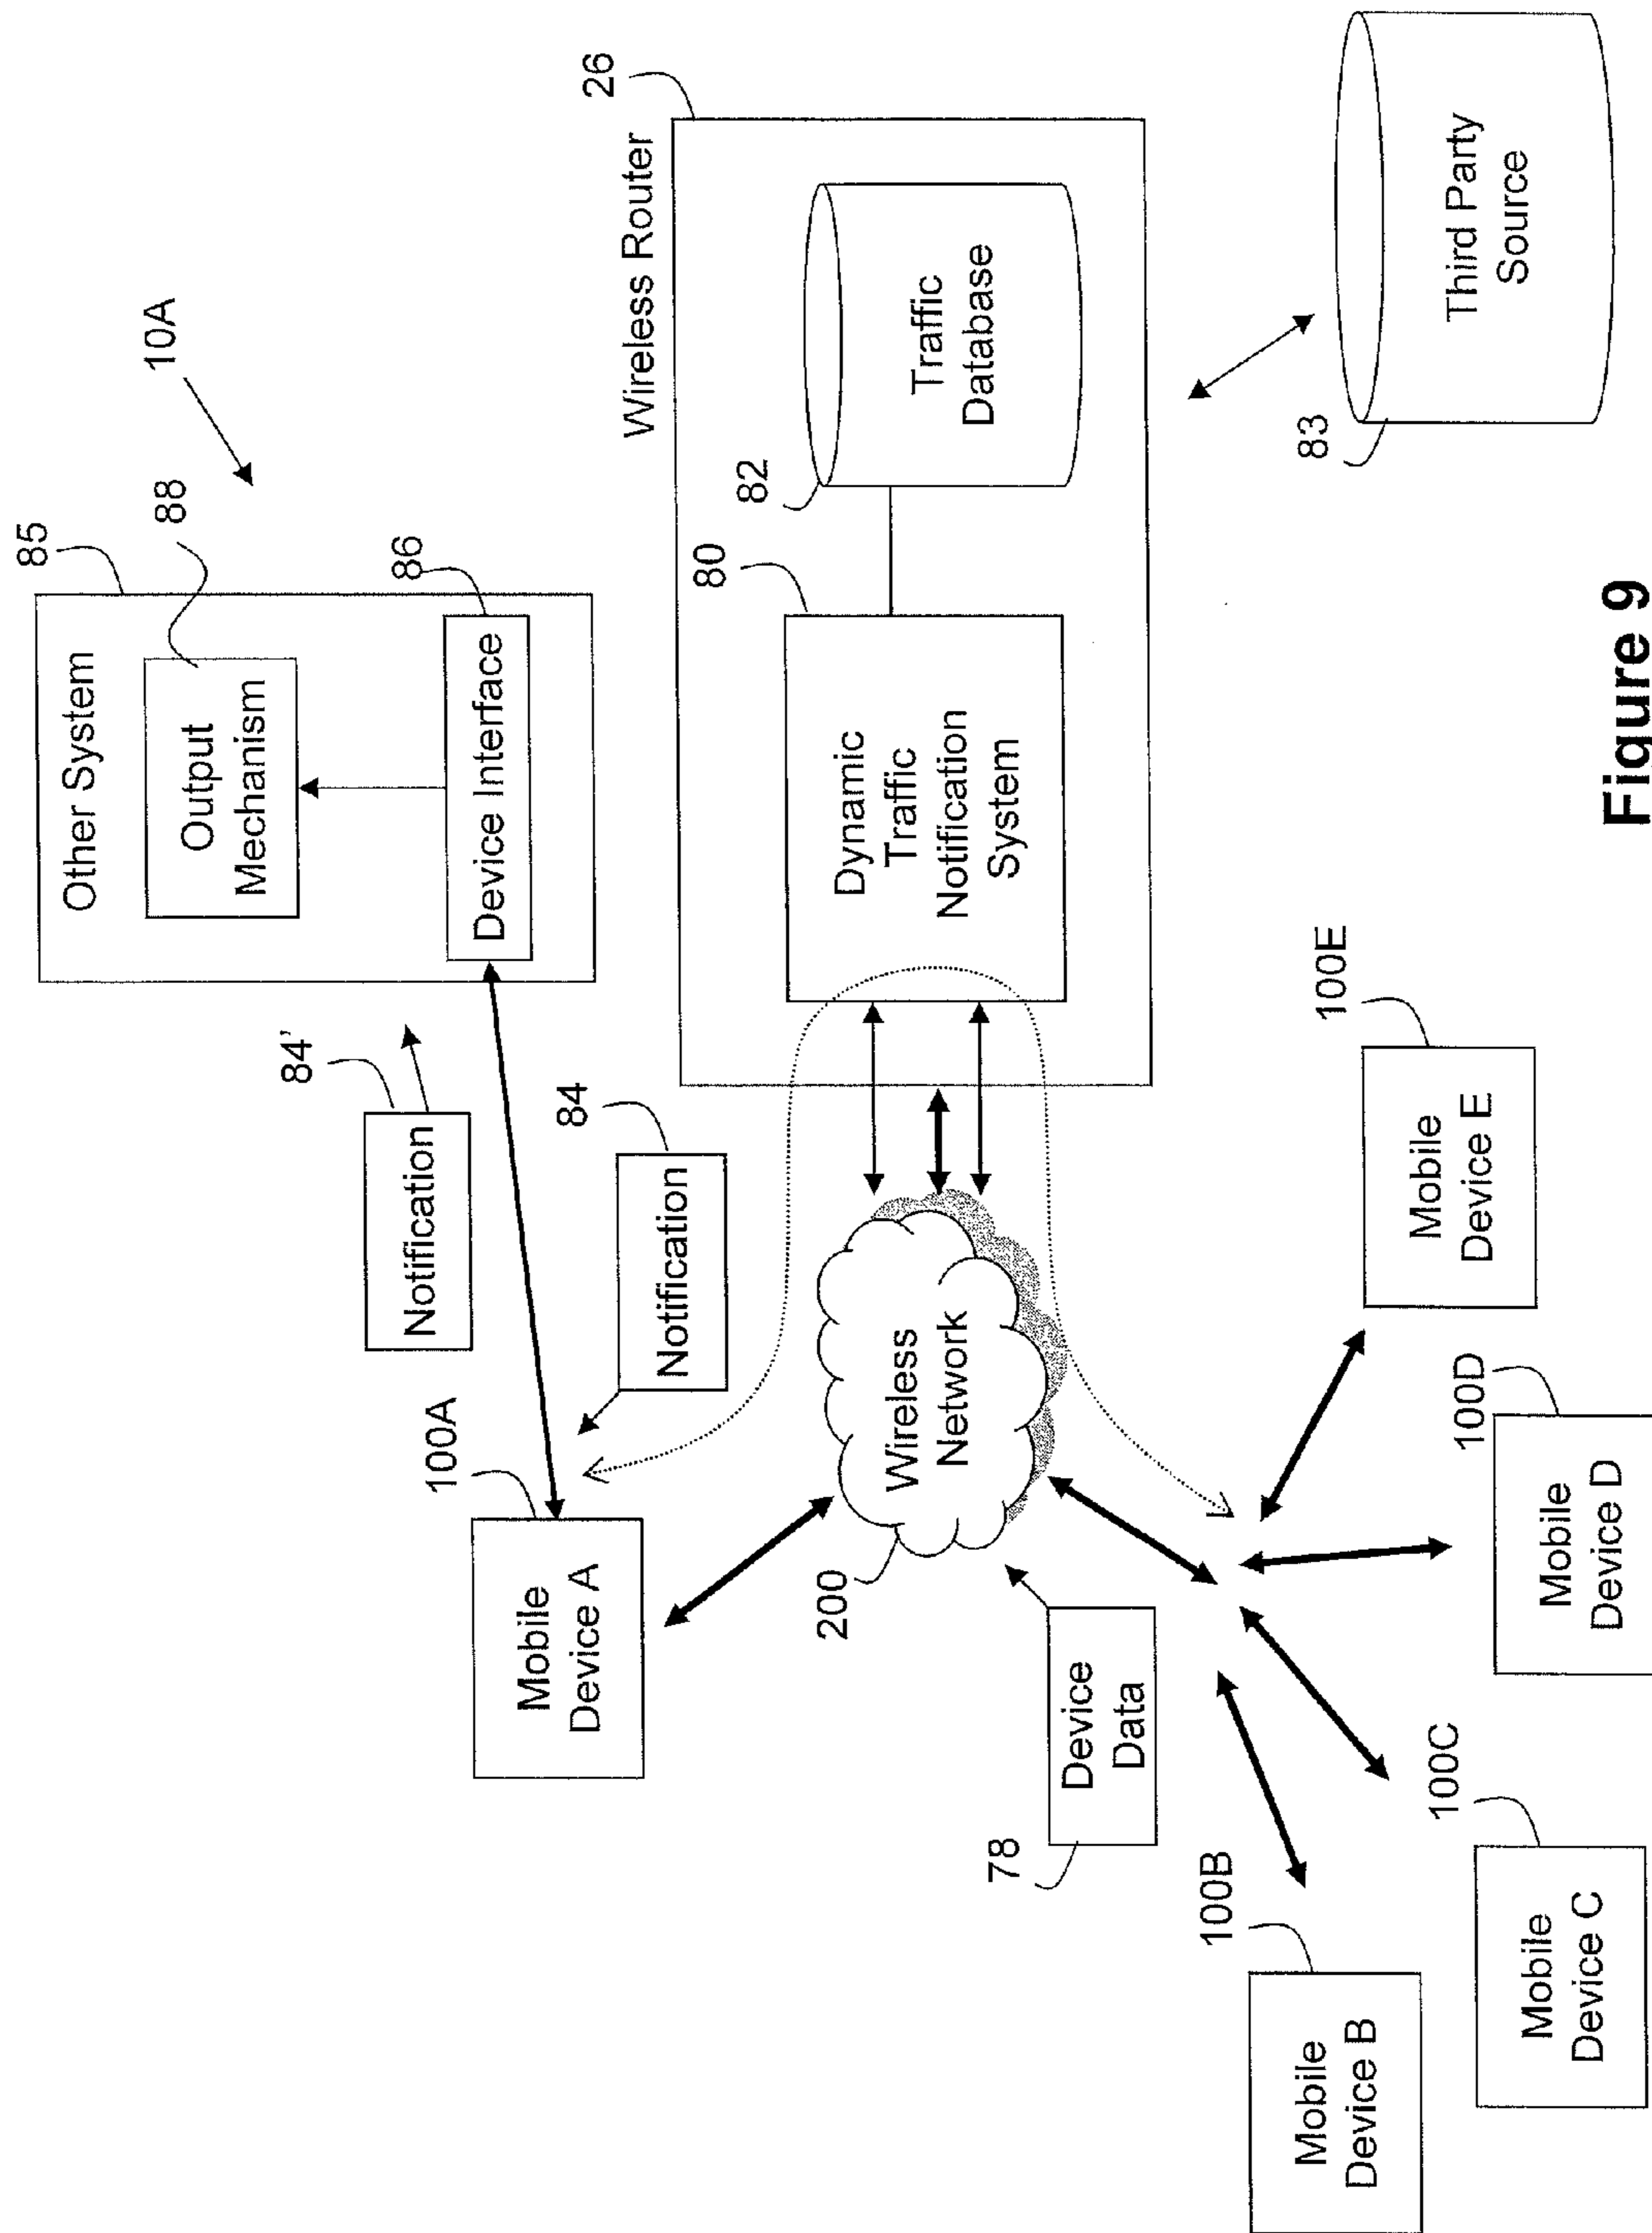 10A
85
Other System
88
Output
Mechanism
86
Device Interface
84'
Notification
84
Notification
100A
Mobile
Device A
26
Wireless Router
80
Dynamic
Traffic
Notification
System
82
Traffic
Database
83
Third Party
Source
Wireless
Network
200
Device
Data
78
100B
Mobile
Device B
100C
Mobile
Device C
100D
Mobile
Device D
100E
Mobile
Device E
Figure 9